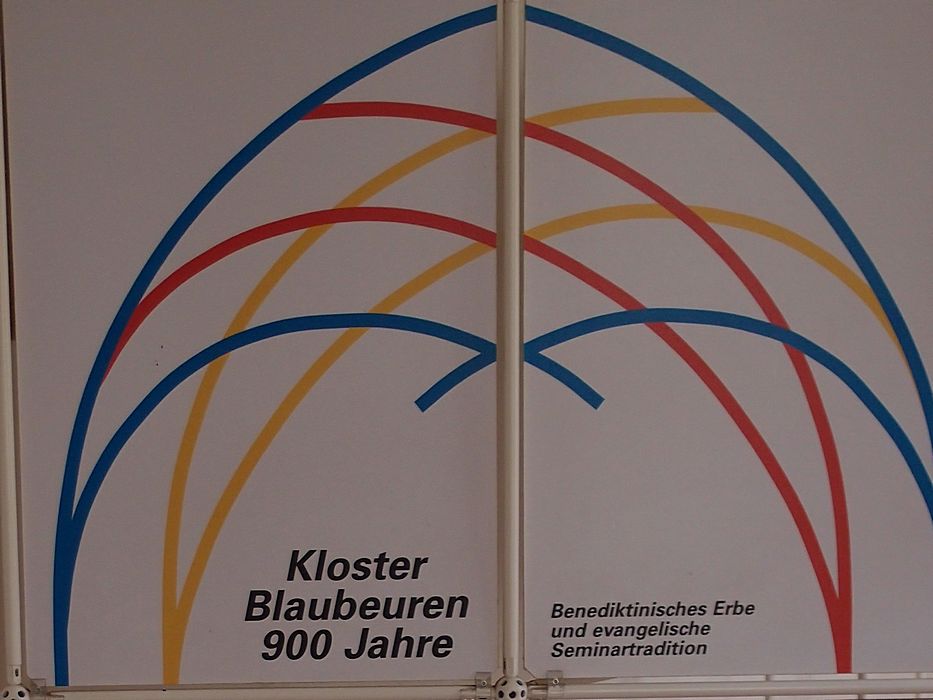 Kloster
Blaubeuren
900 Jahre
Benediktinisches Erbe
und evangelische
Seminartradition